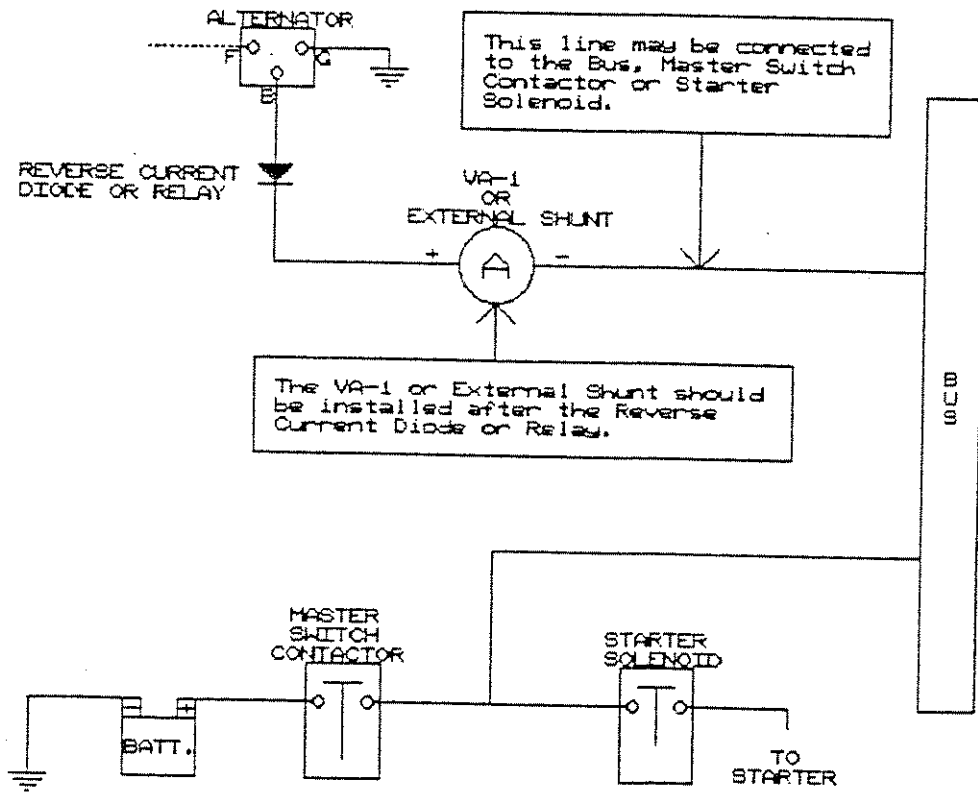 ALTERNATOR
F
G
B
This line may be connected
to the Bus, Master Switch
Contactor or Starter
Solenoid.
REVERSE CURRENT
DIODE OR RELAY
VA-1
OR
EXTERNAL SHUNT
+
A
-
The VA-1 or External Shunt should
be installed after the Reverse
Current Diode or Relay.
BUS
MASTER
SWITCH
CONTACTOR
STARTER
SOLENOID
- +
BATT.
TO
STARTER